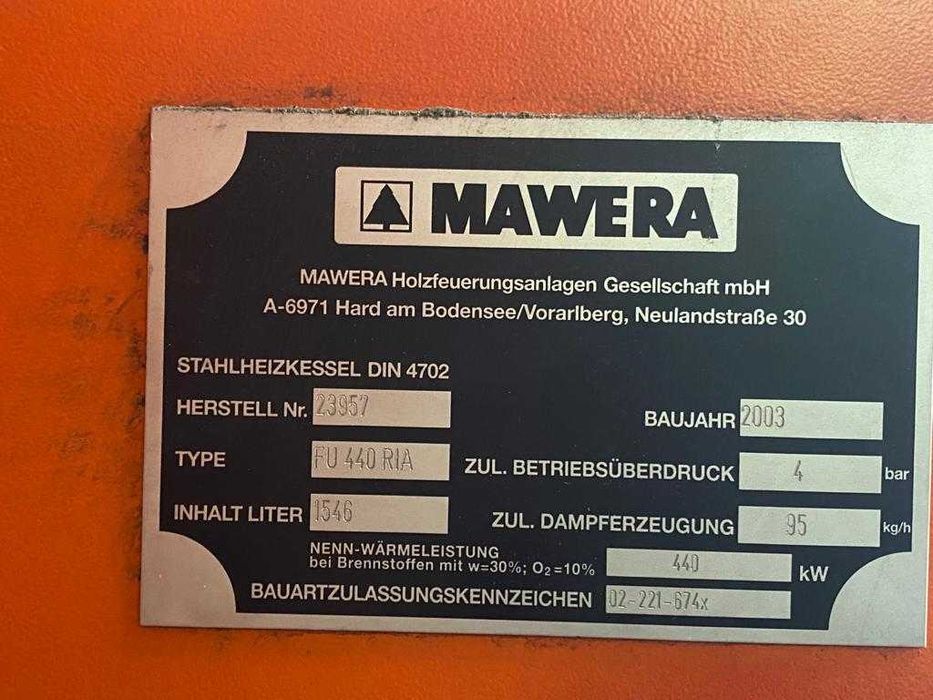 MAWERA
MAWERA Holzfeuerungsanlagen Gesellschaft mbH
A-6971 Hard am Bodensee/Vorarlberg, Neulandstraße 30
STAHLHEIZKESSEL DIN 4702
HERSTELL Nr. 23957 BAUJAHR 2003
TYPE FU 440 RIA ZUL. BETRIEBSÜBERDRUCK 4 bar
INHALT LITER 1546 ZUL. DAMPFERZEUGUNG 95 kg/h
NENN-WÄRMELEISTUNG
bei Brennstoffen mit w=30%; O₂=10% 440 kW
BAUARTZULASSUNGSKENNZEICHEN 02-221-674x